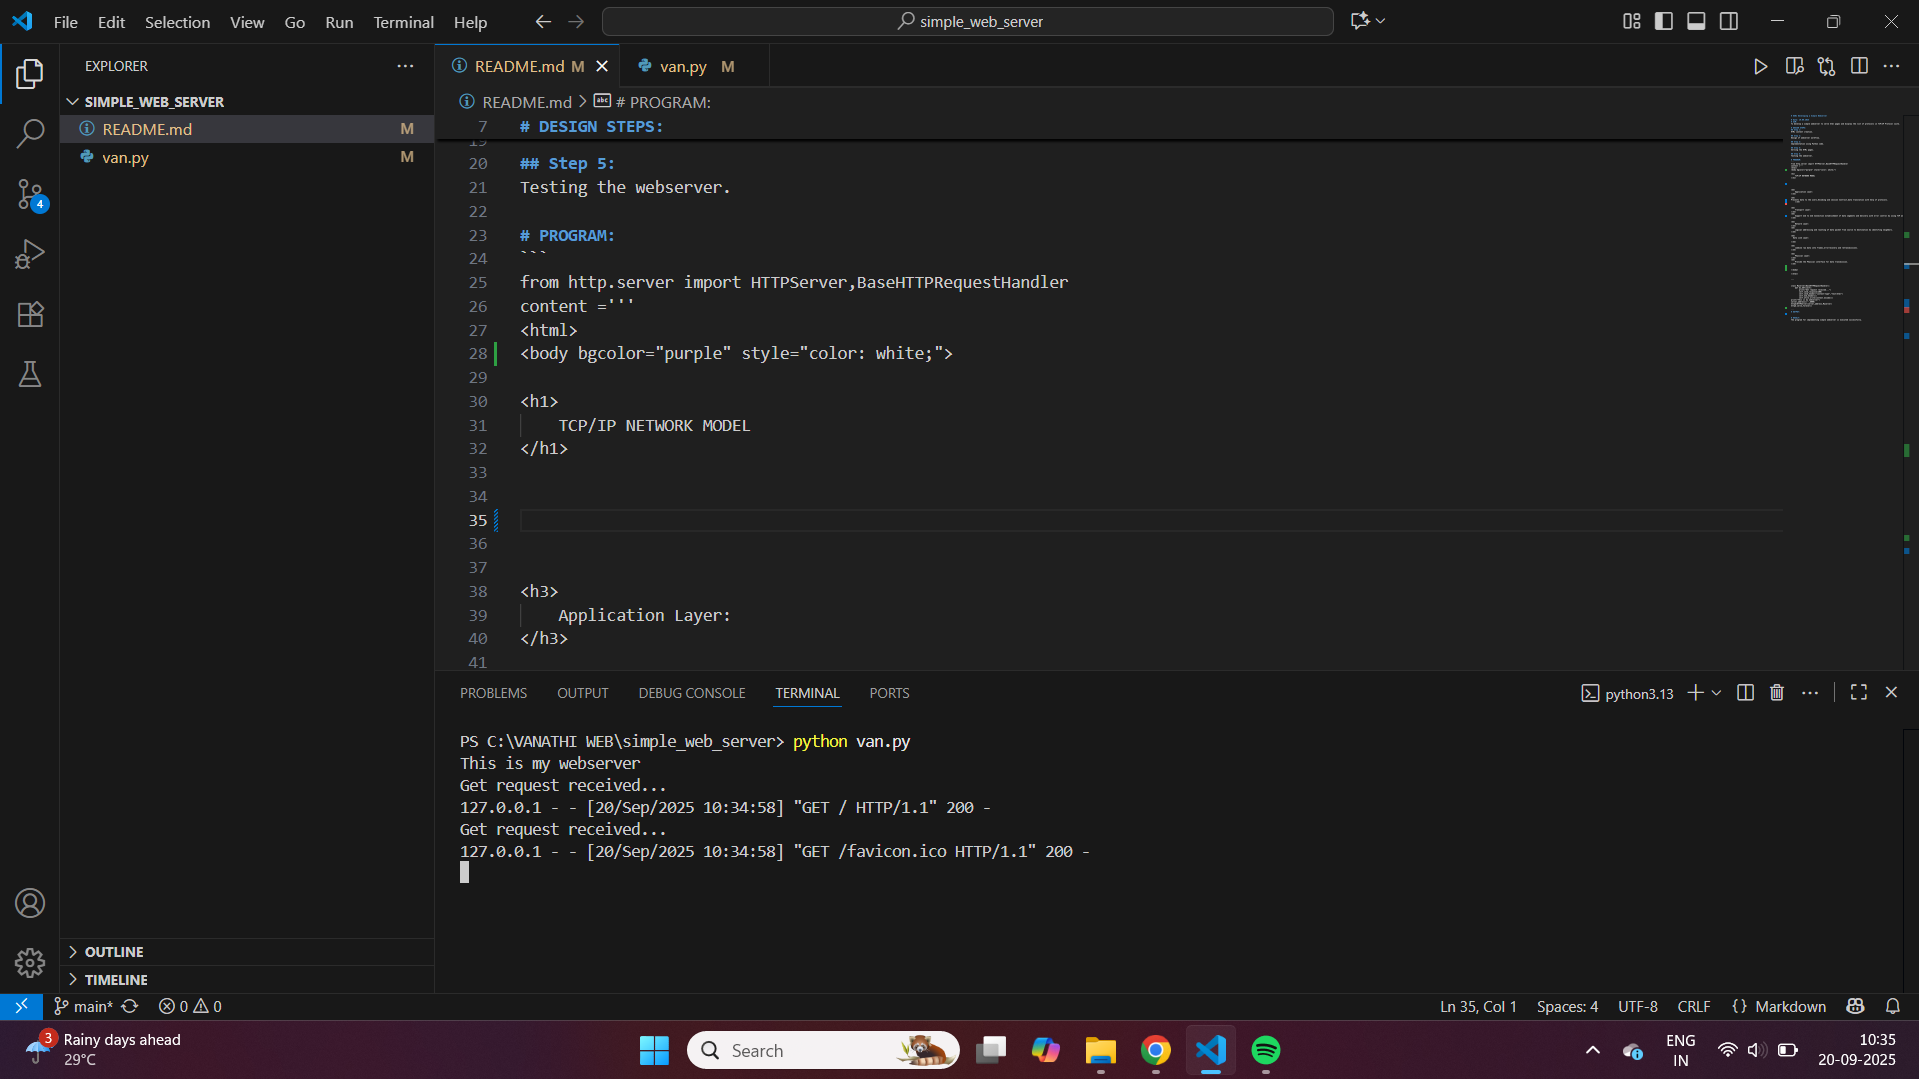 File Edit Selection View Go Run Terminal Help
simple_web_server
EXPLORER
SIMPLE_WEB_SERVER
README.md M
van.py M
README.md M
van.py M
README.md > # PROGRAM:
7 # DESIGN STEPS:
19
20 ## Step 5:
21 Testing the webserver.
22
23 # PROGRAM:
24 ```
25 from http.server import HTTPServer,BaseHTTPRequestHandler
26 content ='''
27 <html>
28 <body bgcolor="purple" style="color: white;">
29
30 <h1>
31 TCP/IP NETWORK MODEL
32 </h1>
33
34
35
36
37
38 <h3>
39 Application Layer:
40 </h3>
41
PROBLEMS OUTPUT DEBUG CONSOLE TERMINAL PORTS
python3.13
PS C:\VANATHI WEB\simple_web_server> python van.py
This is my webserver
Get request received...
127.0.0.1 - - [20/Sep/2025 10:34:58] "GET / HTTP/1.1" 200 -
Get request received...
127.0.0.1 - - [20/Sep/2025 10:34:58] "GET /favicon.ico HTTP/1.1" 200 -
4
OUTLINE
TIMELINE
main* 0 0
Ln 35, Col 1 Spaces: 4 UTF-8 CRLF {} Markdown
3
Rainy days ahead
29°C
Search
ENG
IN
10:35
20-09-2025